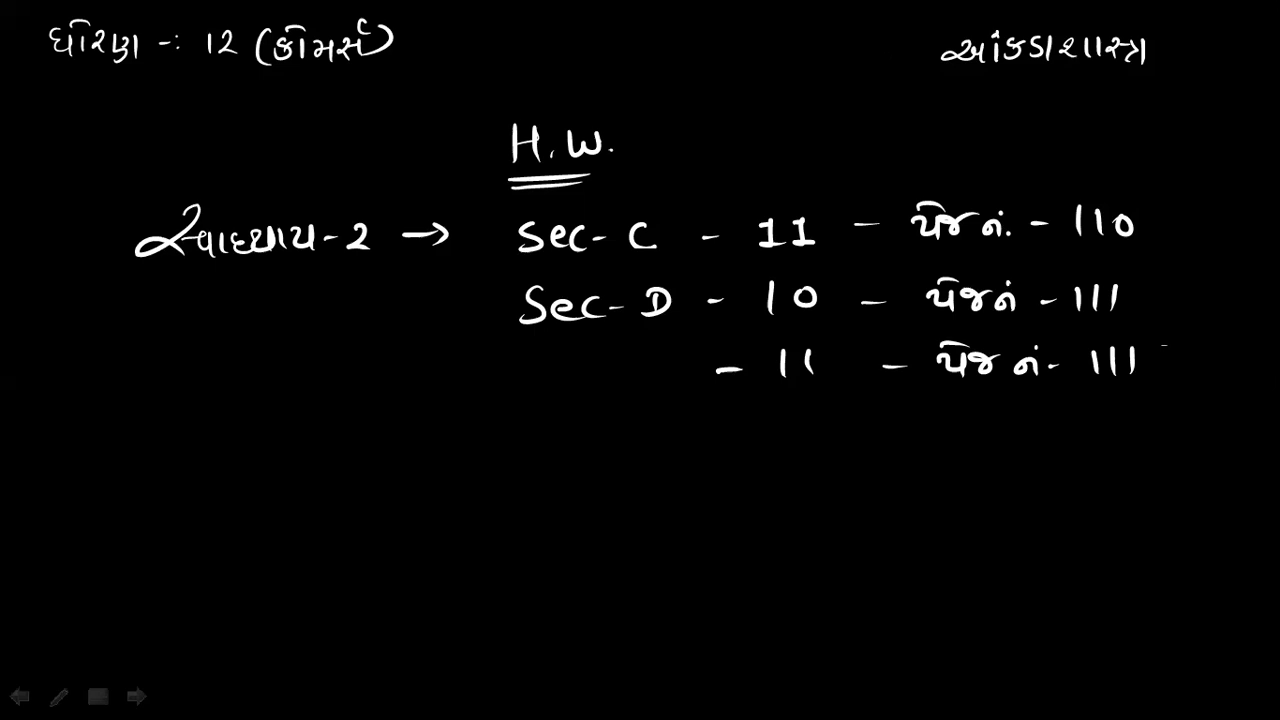 ધોરણ -: 12 (કોમર્સ)
આંકડાશાસ્ત્ર
H.W.
સ્વાધ્યાય-2 → Sec-C - 11 - પેજ નં. - 110
Sec-D - 10 - પેજ નં - 111
- 11 - પેજ નં - 111